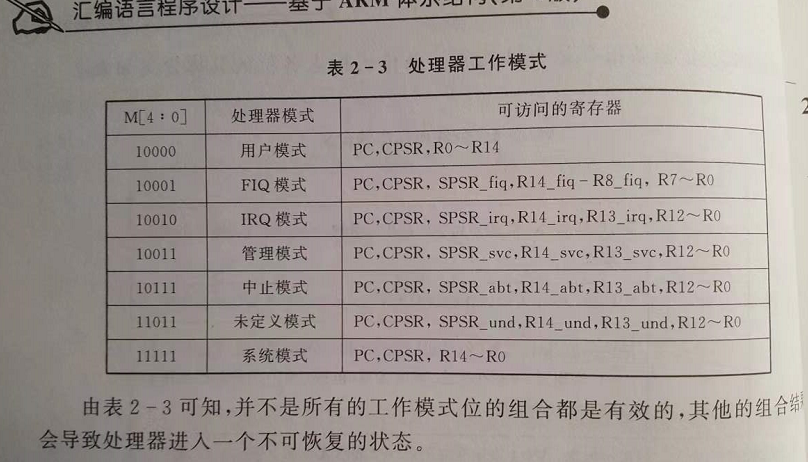 汇编语言程序设计——基于 ARM 体系结构(第
表 2-3 处理器工作模式
M[4:0] 处理器模式 可访问的寄存器
10000 用户模式 PC,CPSR,R0～R14
10001 FIQ 模式 PC,CPSR, SPSR_fiq,R14_fiq-R8_fiq, R7～R0
10010 IRQ 模式 PC,CPSR, SPSR_irq,R14_irq,R13_irq,R12～R0
10011 管理模式 PC,CPSR, SPSR_svc,R14_svc,R13_svc,R12～R0
10111 中止模式 PC,CPSR, SPSR_abt,R14_abt,R13_abt,R12～R0
11011 未定义模式 PC,CPSR, SPSR_und,R14_und,R13_und,R12～R0
11111 系统模式 PC,CPSR, R14～R0
由表 2-3 可知,并不是所有的工作模式位的组合都是有效的,其他的组合结果
会导致处理器进入一个不可恢复的状态。